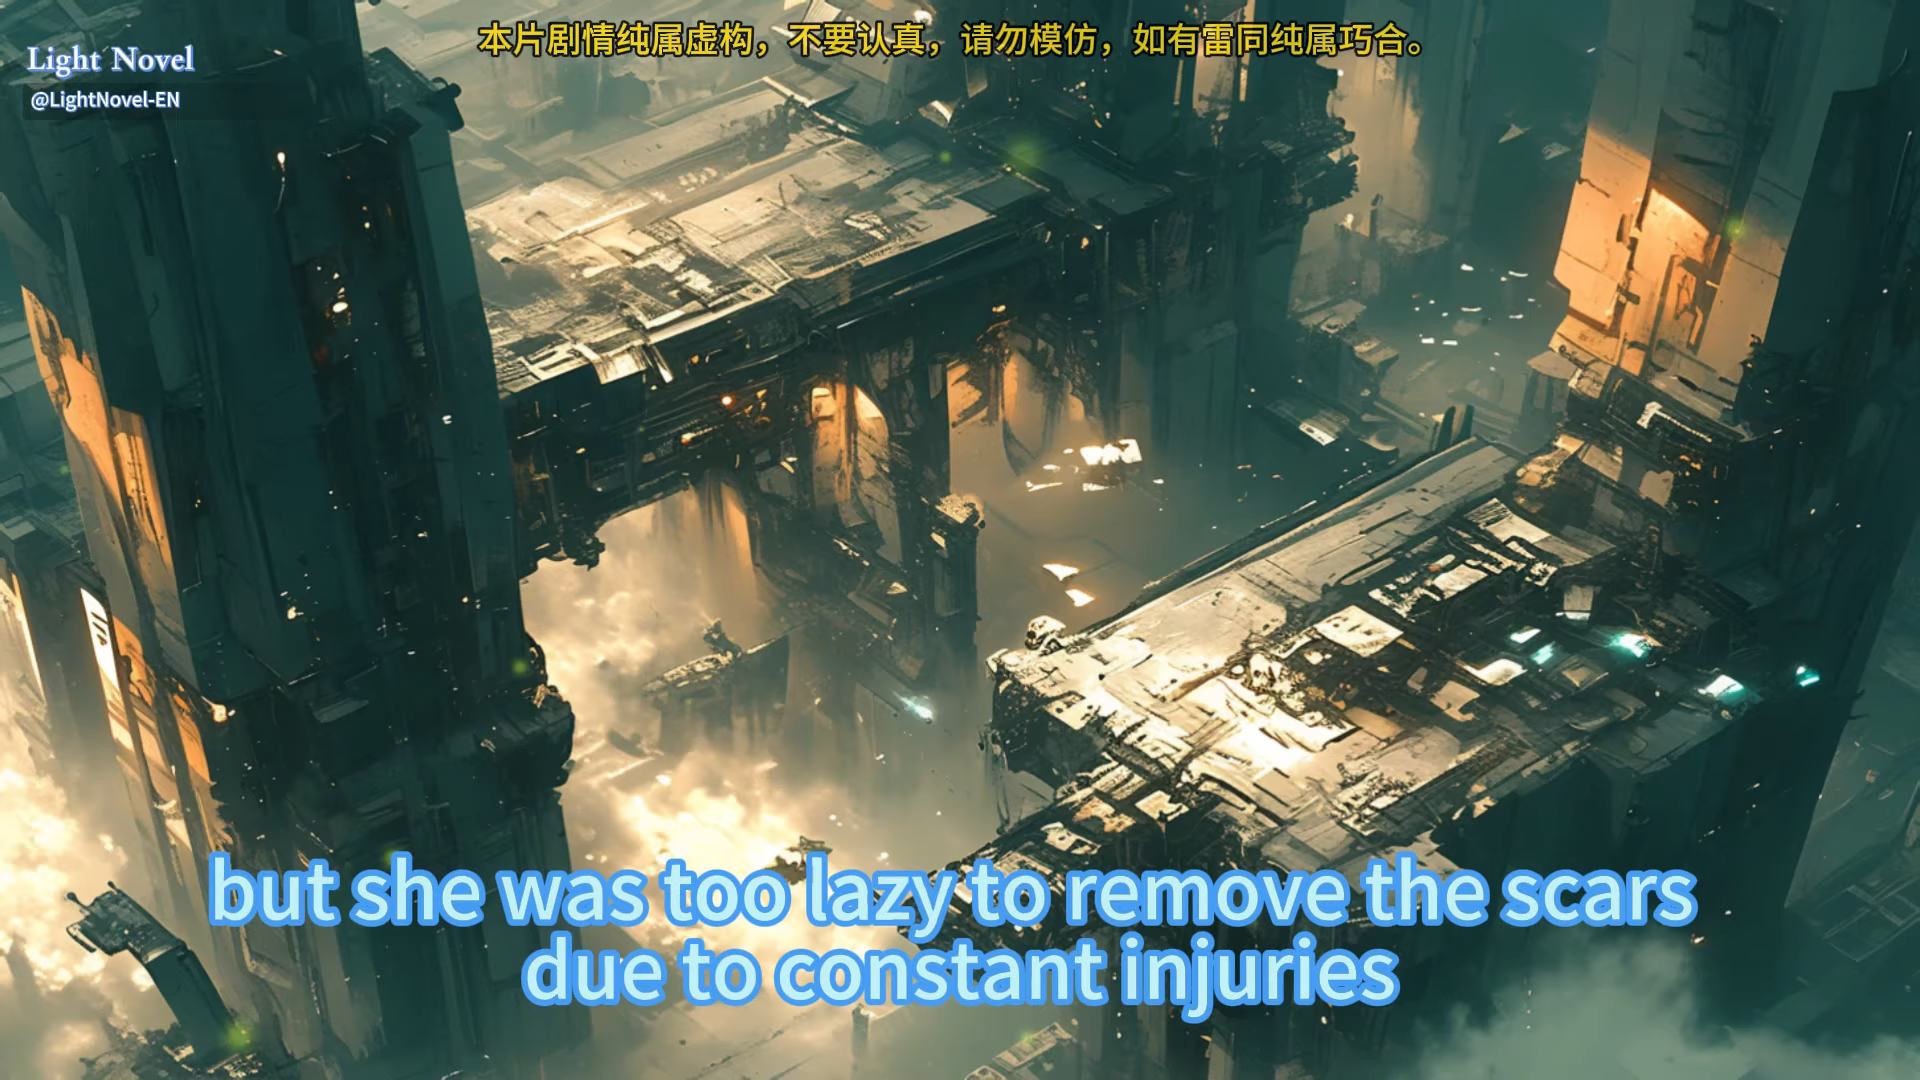 本片剧情纯属虚构，不要认真，请勿模仿，如有雷同纯属巧合。
Light Novel
@LightNovel-EN
but she was too lazy to remove the scars
due to constant injuries